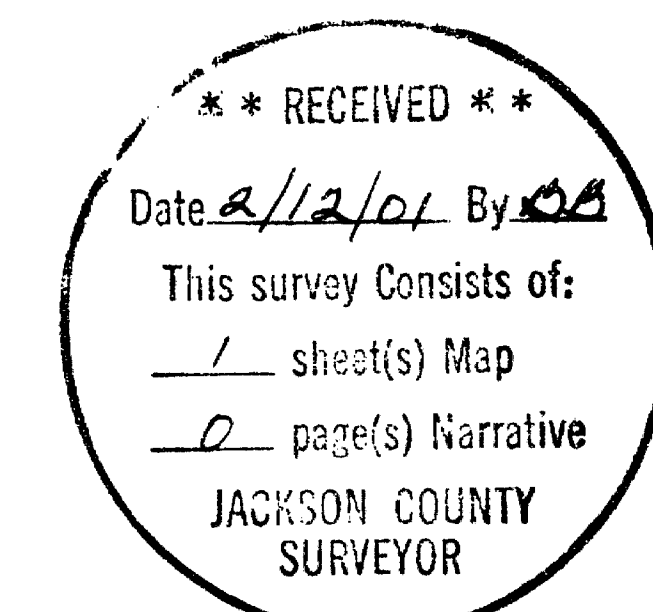 * * RECEIVED * *
Date 2/12/01 By BB
This survey Consists of:
1 sheet(s) Map
0 page(s) Narrative
JACKSON COUNTY
SURVEYOR